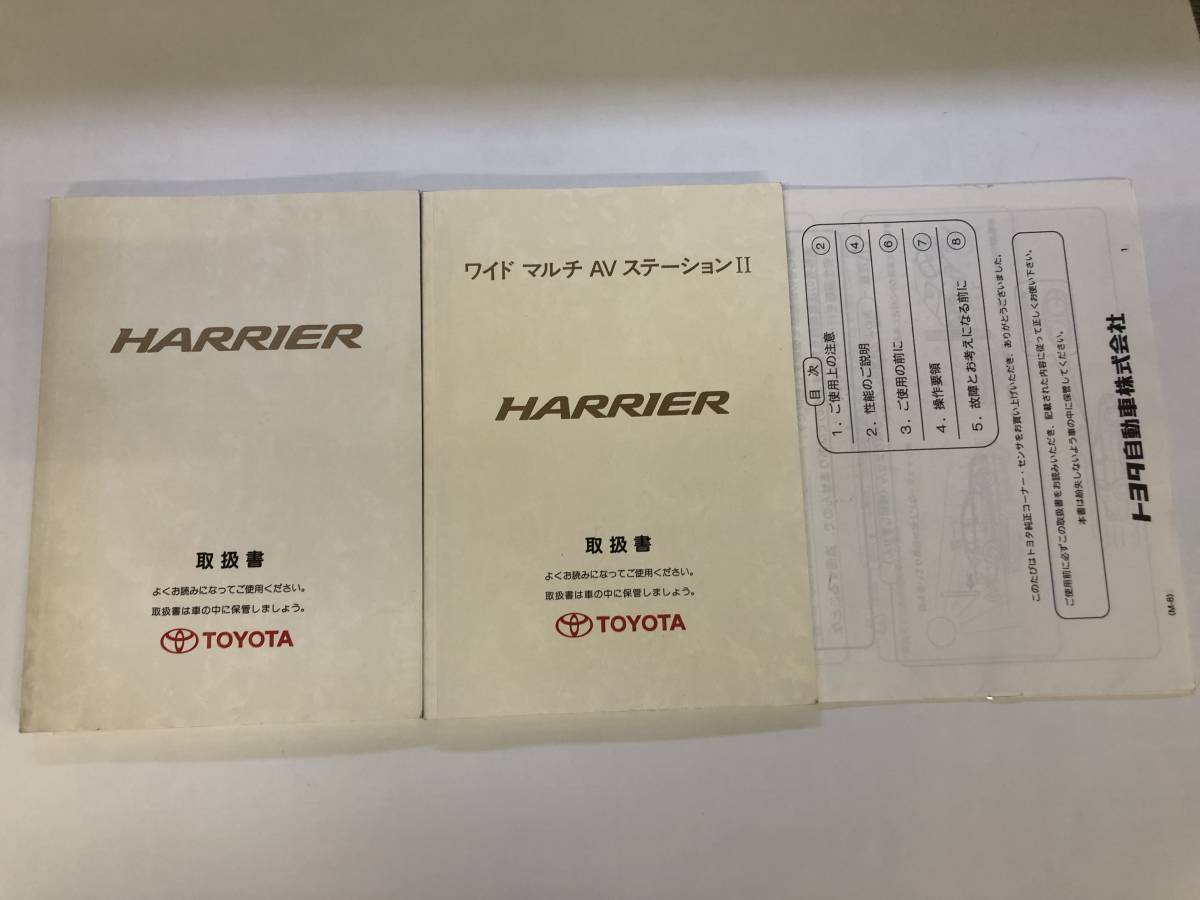 HARRIER
取扱書
よくお読みになってご使用ください。
取扱書は車の中に保管しましょう。
TOYOTA
ワイド マルチ AV ステーションII
HARRIER
取扱書
よくお読みになってご使用ください。
取扱書は車の中に保管しましょう。
TOYOTA
目 次
1．ご使用上の注意 ②
2．性能のご説明 ④
3．ご使用の前に ⑥
4．操作要領 ⑦
5．故障とお考えになる前に ⑧
このたびはトヨタ純正コーナー・センサをお買い上げいただき、ありがとうございました。
ご使用前に必ずこの取扱書をお読みいただき、記載された内容に従って正しくお使い下さい。
本書は紛失しないよう車の中に保管してください。
トヨタ自動車株式会社
1
(M-6)